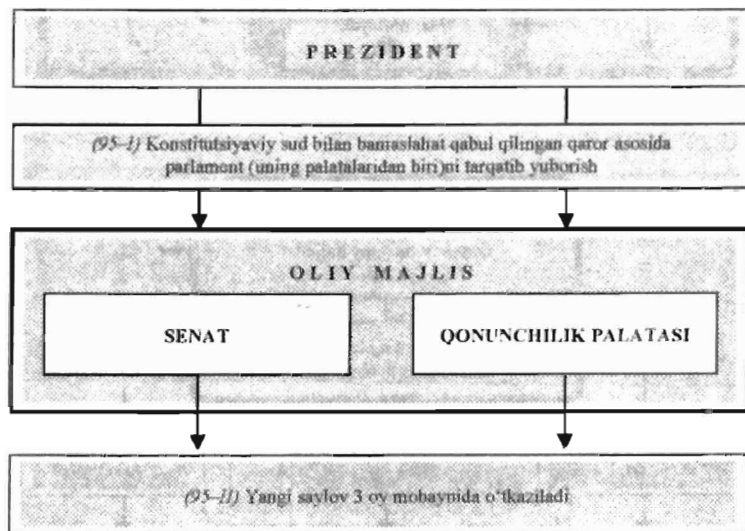 PREZIDENT
(95–I) Konstitutsiyaviy sud bilan bamaslahat qabul qilingan qaror asosida
parlament (uning palatalaridan biri)ni tarqatib yuborish
OLIY MAJLIS
SENAT
QONUNCHILIK PALATASI
(95–II) Yangi saylov 3 oy mobaynida o‘tkaziladi